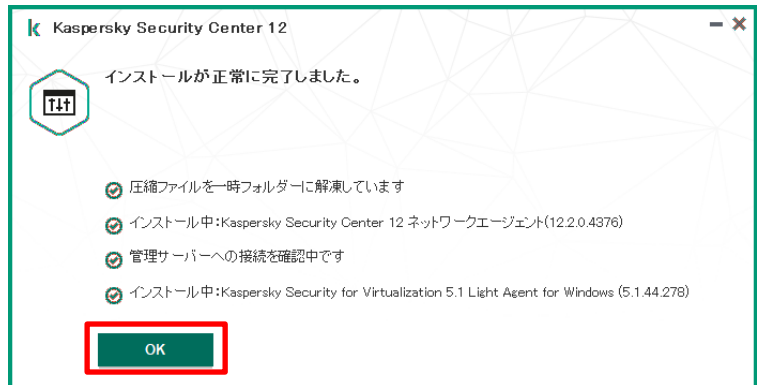 Kaspersky Security Center 12
インストールが正常に完了しました。
圧縮ファイルを一時フォルダーに解凍しています
インストール中:Kaspersky Security Center 12 ネットワークエージェント(12.2.0.4376)
管理サーバーへの接続を確認中です
インストール中:Kaspersky Security for Virtualization 5.1 Light Agent for Windows (5.1.44.278)
OK